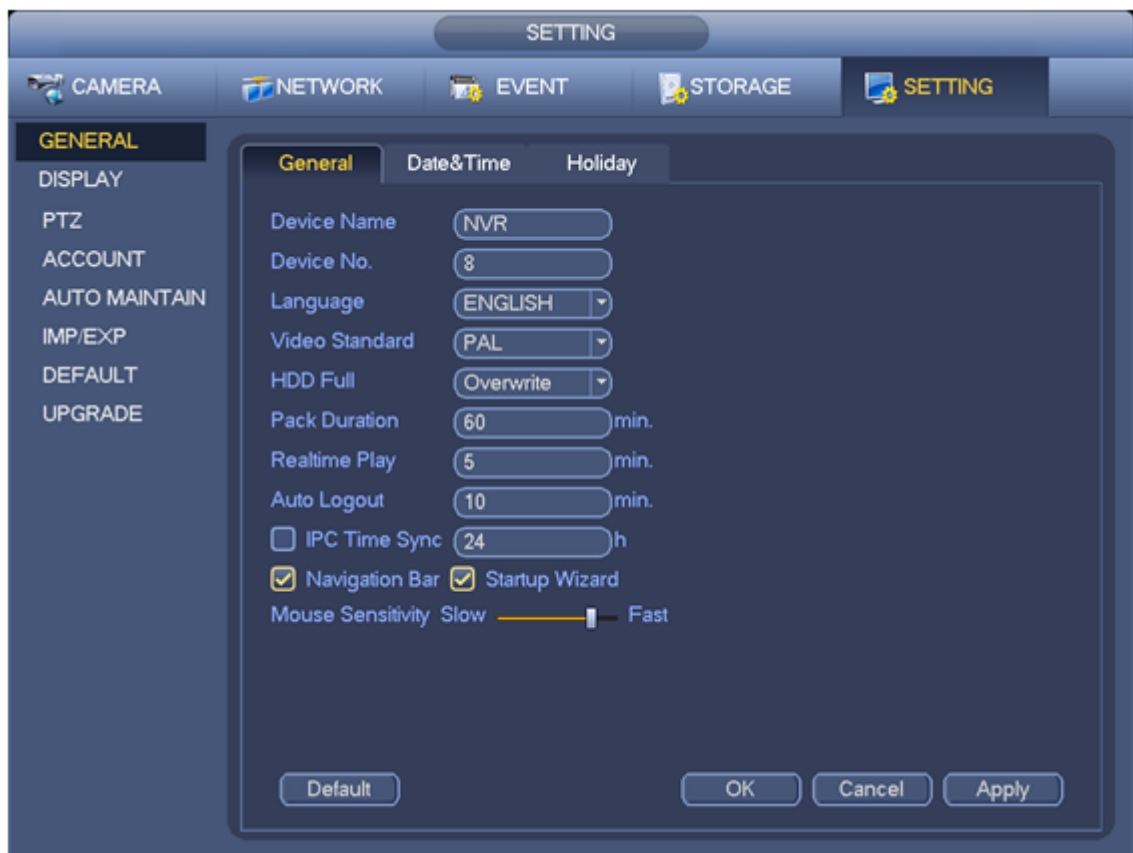 SETTING
CAMERA NETWORK EVENT STORAGE SETTING
GENERAL
DISPLAY
PTZ
ACCOUNT
AUTO MAINTAIN
IMP/EXP
DEFAULT
UPGRADE
General Date&Time Holiday
Device Name NVR
Device No. 8
Language ENGLISH
Video Standard PAL
HDD Full Overwrite
Pack Duration 60 min.
Realtime Play 5 min.
Auto Logout 10 min.
IPC Time Sync 24 h
Navigation Bar Startup Wizard
Mouse Sensitivity Slow Fast
Default OK Cancel Apply